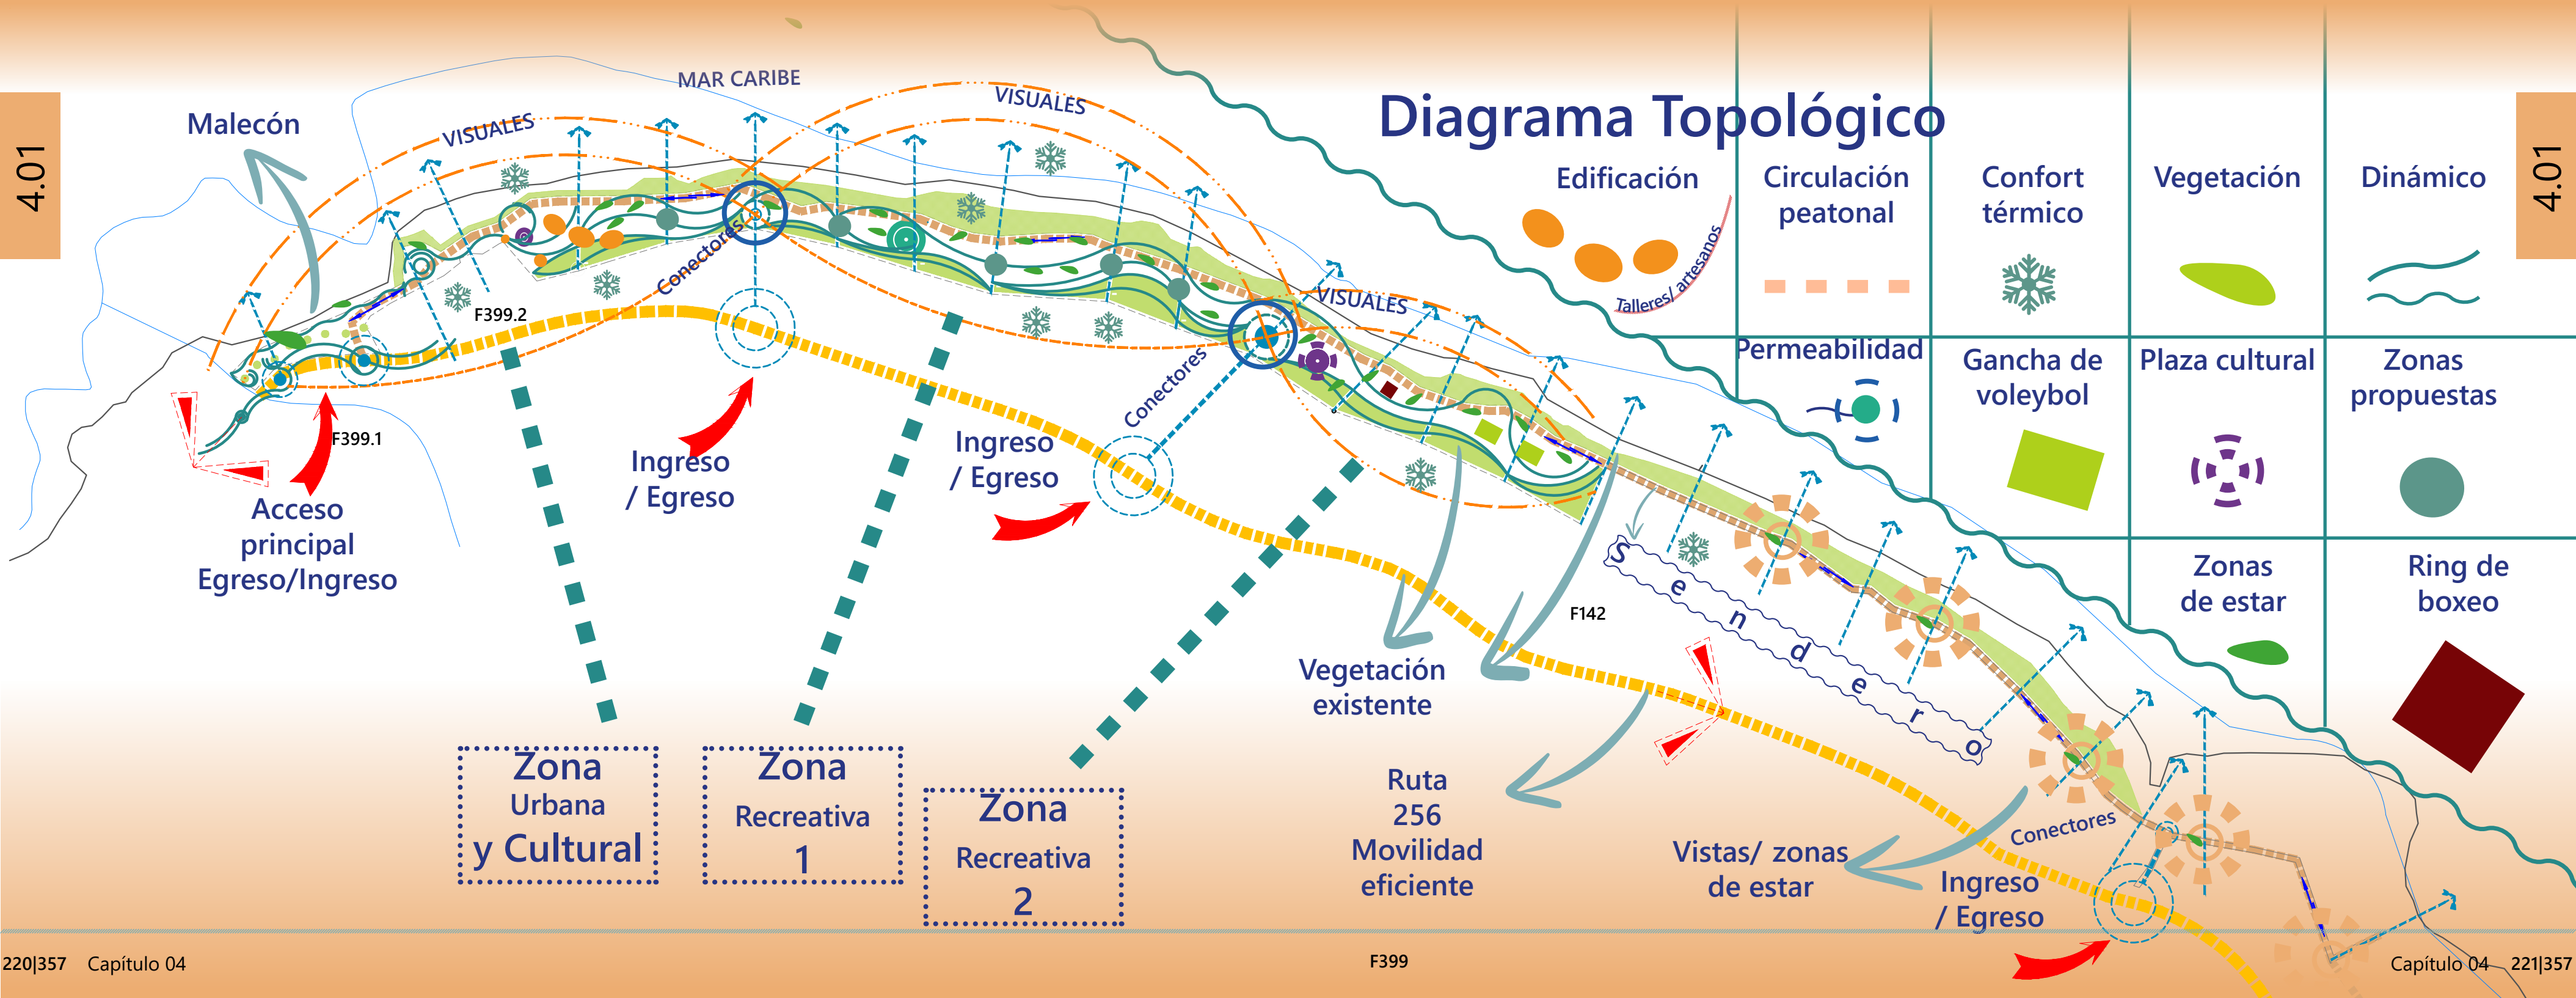 4.01
Malecón
VISUALES
MAR CARIBE
VISUALES
Diagrama Topológico
4.01
Edificación
Talleres/ artesanos
Circulación
peatonal
Confort
térmico
Vegetación
Dinámico
Permeabilidad
Gancha de
voleybol
Plaza cultural
Zonas
propuestas
Zonas
de estar
Ring de
boxeo
Conectores
VISUALES
F399.2
Conectores
F399.1
Acceso
principal
Egreso/Ingreso
Ingreso
/ Egreso
Ingreso
/ Egreso
Sendero
F142
Vegetación
existente
Zona
Urbana
y Cultural
Zona
Recreativa
1
Zona
Recreativa
2
Ruta
256
Movilidad
eficiente
Vistas/ zonas
de estar
Conectores
Ingreso
/ Egreso
220|357 Capítulo 04
F399
Capítulo 04 221|357